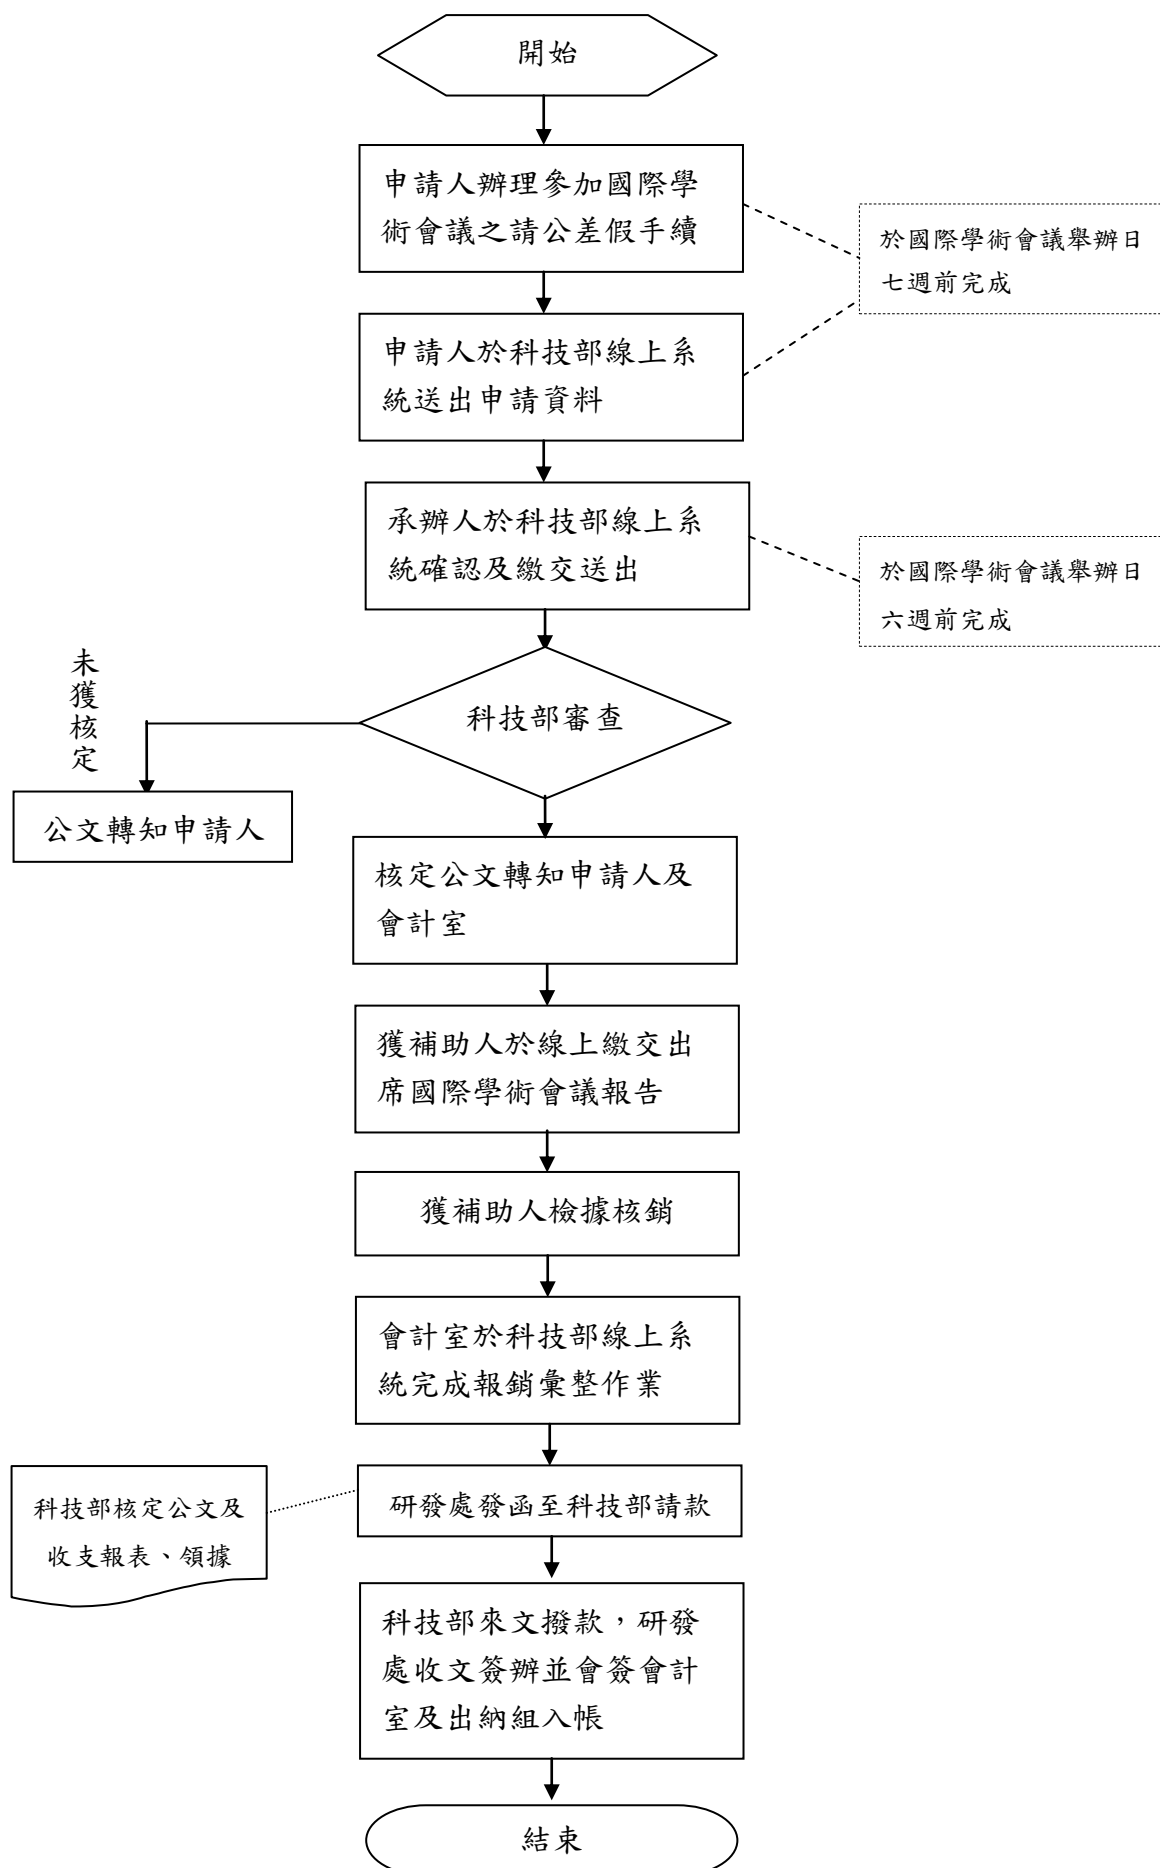 開始
申請人辦理參加國際學
術會議之請公差假手續
於國際學術會議舉辦日
七週前完成
申請人於科技部線上系
統送出申請資料
承辦人於科技部線上系
統確認及繳交送出
於國際學術會議舉辦日
六週前完成
未獲核定
科技部審查
公文轉知申請人
核定公文轉知申請人及
會計室
獲補助人於線上繳交出
席國際學術會議報告
獲補助人檢據核銷
會計室於科技部線上系
統完成報銷彙整作業
科技部核定公文及
收支報表、領據
研發處發函至科技部請款
科技部來文撥款，研發
處收文簽辦並會簽會計
室及出納組入帳
結束